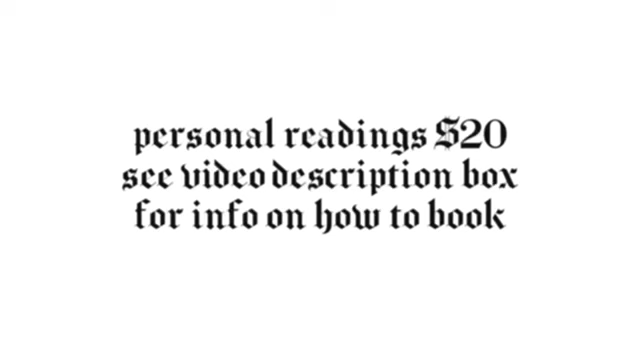 personal readings $20
see video description box
for info on how to book